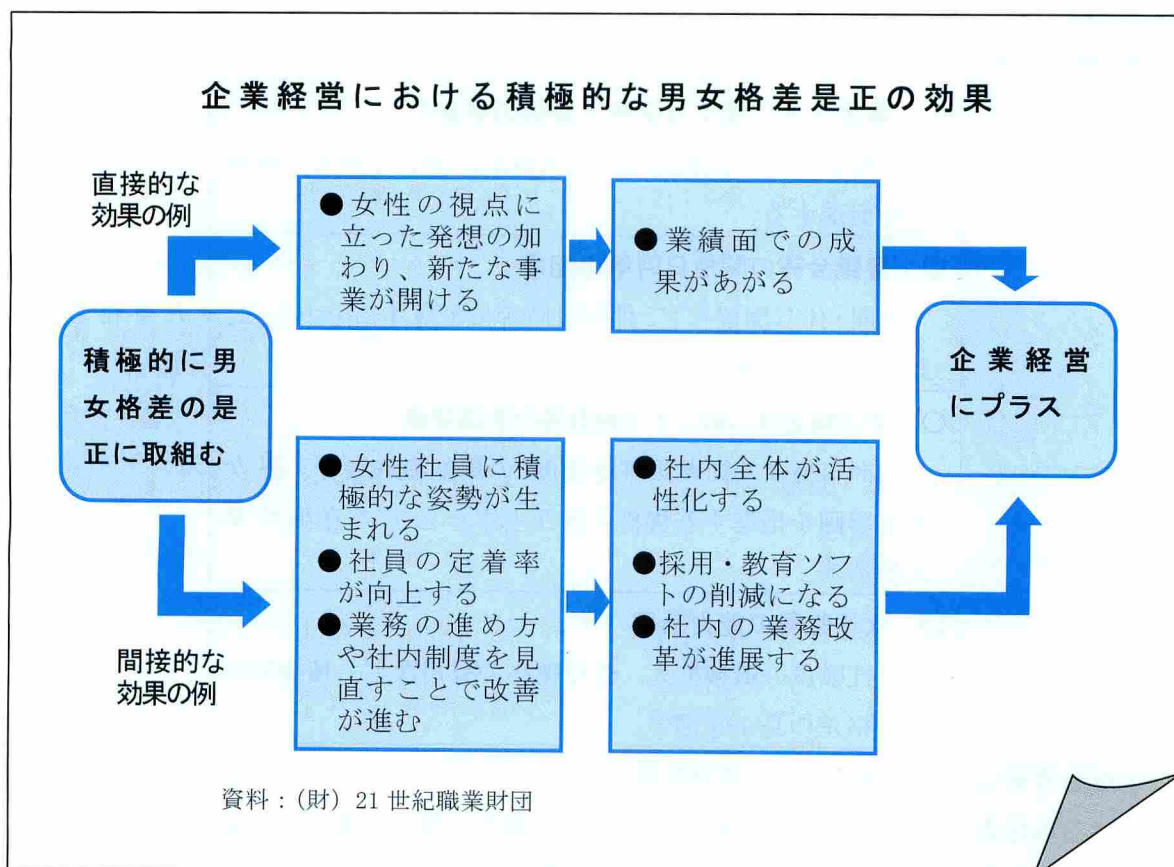 企業経営における積極的な男女格差是正の効果
直接的な
効果の例
●女性の視点に
立った発想の加
わり、新たな事
業が開ける
●業績面での成
果があがる
積極的に男
女格差の是
正に取組む
企業経営
にプラス
●女性社員に積
極的な姿勢が生
まれる
●社員の定着率
が向上する
●業務の進め方
や社内制度を見
直すことで改善
が進む
●社内全体が活
性化する
●採用・教育ソフ
トの削減になる
●社内の業務改
革が進展する
間接的な
効果の例
資料：(財) 21 世紀職業財団